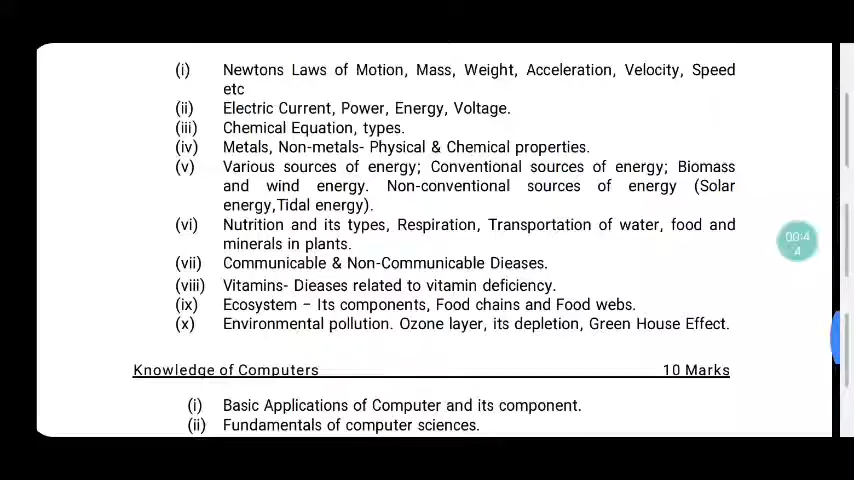 (i) Newtons Laws of Motion, Mass, Weight, Acceleration, Velocity, Speed
etc
(ii) Electric Current, Power, Energy, Voltage.
(iii) Chemical Equation, types.
(iv) Metals, Non-metals- Physical & Chemical properties.
(v) Various sources of energy; Conventional sources of energy; Biomass
and wind energy. Non-conventional sources of energy (Solar
energy,Tidal energy).
(vi) Nutrition and its types, Respiration, Transportation of water, food and
minerals in plants.
(vii) Communicable & Non-Communicable Dieases.
(viii) Vitamins- Dieases related to vitamin deficiency.
(ix) Ecosystem – Its components, Food chains and Food webs.
(x) Environmental pollution. Ozone layer, its depletion, Green House Effect.
Knowledge of Computers 10 Marks
(i) Basic Applications of Computer and its component.
(ii) Fundamentals of computer sciences.
00:4
4